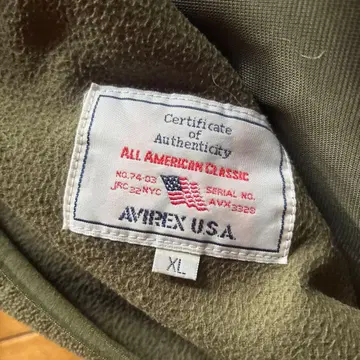 Certificate
of
Authenticity
ALL AMERICAN CLASSIC
NO.74-03
JRC 32 NYC
SERIAL NO.
AVX 3328
AVIREX U.S.A.
XL